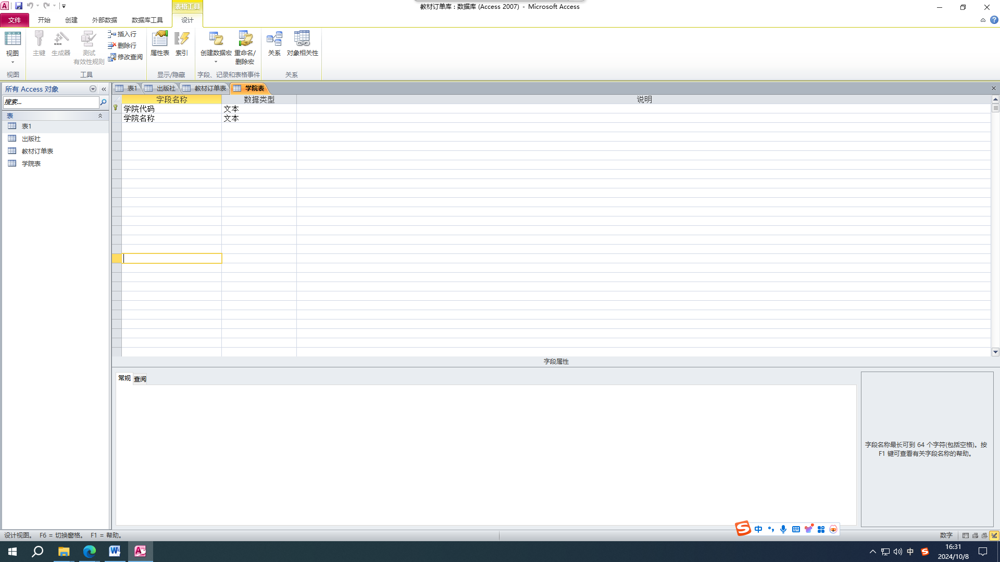 表格工具
教材订单库 : 数据库 (Access 2007) - Microsoft Access
文件 开始 创建 外部数据 数据库工具 设计
视图
主键
生成器
测试
有效性规则
插入行
删除行
修改查阅
属性表
索引
创建数据宏
重命名/
删除宏
关系
对象相关性
视图 工具 显示/隐藏 字段、记录和表格事件 关系
所有 Access 对象
搜索...
表
表1
出版社
教材订单表
学院表
表1 出版社 教材订单表 学院表
字段名称 数据类型 说明
学院代码 文本
学院名称 文本
字段属性
常规 查阅
字段名称最长可到 64 个字符(包括空格)。按
F1 键可查看有关字段名称的帮助。
设计视图。 F6 = 切换窗格。 F1 = 帮助。
中
数字
中
16:31
2024/10/8